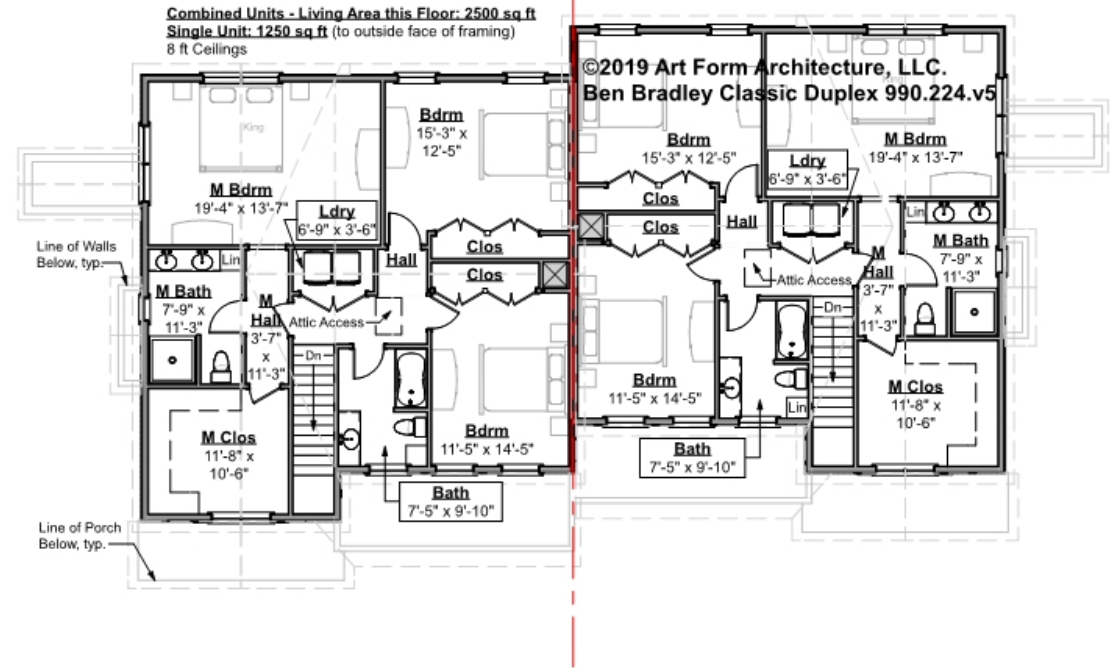 Combined Units - Living Area this Floor: 2500 sq ft
Single Unit: 1250 sq ft (to outside face of framing)
8 ft Ceilings
©2019 Art Form Architecture, LLC.
Ben Bradley Classic Duplex 990.224.v5
King
M Bdrm
19'-4" x 13'-7"
Bdrm
15'-3" x
12'-5"
Ldry
6'-9" x 3'-6"
Line of Walls
Below, typ.
Lin
M Bath
7'-9" x
11'-3"
M
Hall
3'-7"
x
11'-3"
Hall
Clos
Clos
Attic Access
Dn
M Clos
11'-8" x
10'-6"
Bdrm
11'-5" x 14'-5"
Bath
7'-5" x 9'-10"
Line of Porch
Below, typ.
King
Bdrm
15'-3" x 12'-5"
M Bdrm
19'-4" x 13'-7"
Ldry
6'-9" x 3'-6"
Clos
Clos
Hall
Lin
M Bath
7'-9" x
11'-3"
M
Hall
3'-7"
x
11'-3"
Attic Access
Dn
Bdrm
11'-5" x 14'-5"
Lin
M Clos
11'-8" x
10'-6"
Bath
7'-5" x 9'-10"